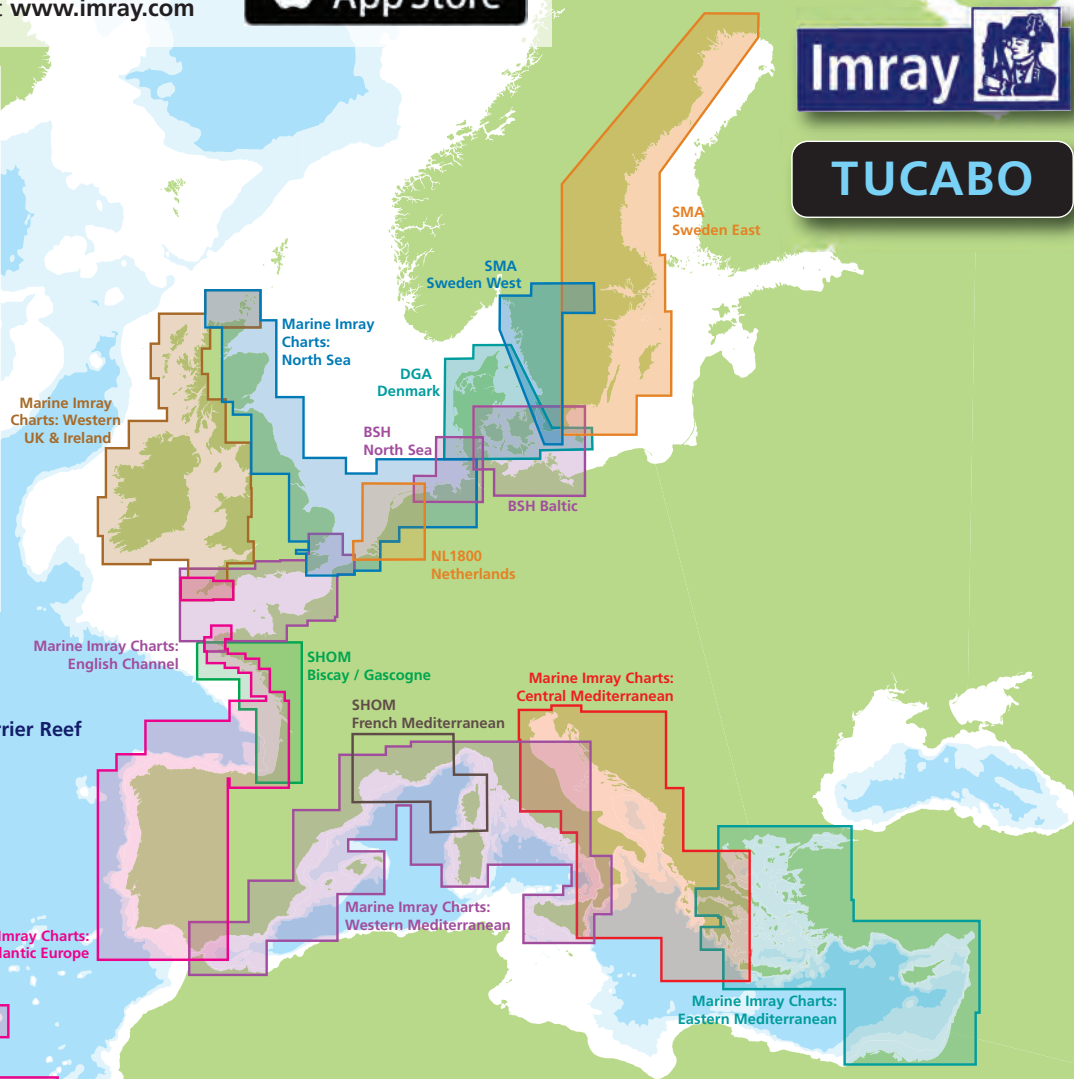 www.imray.com
App Store
Imray
TUCABO
SMA
Sweden East
SMA
Sweden West
Marine Imray
Charts:
North Sea
DGA
Denmark
Marine Imray
Charts: Western
UK & Ireland
BSH
North Sea
BSH Baltic
NL1800
Netherlands
Marine Imray Charts:
English Channel
SHOM
Biscay / Gascogne
Marine Imray Charts:
Central Mediterranean
SHOM
French Mediterranean
rrier Reef
Marine Imray Charts:
Western Mediterranean
Imray Charts:
lantic Europe
Marine Imray Charts:
Eastern Mediterranean